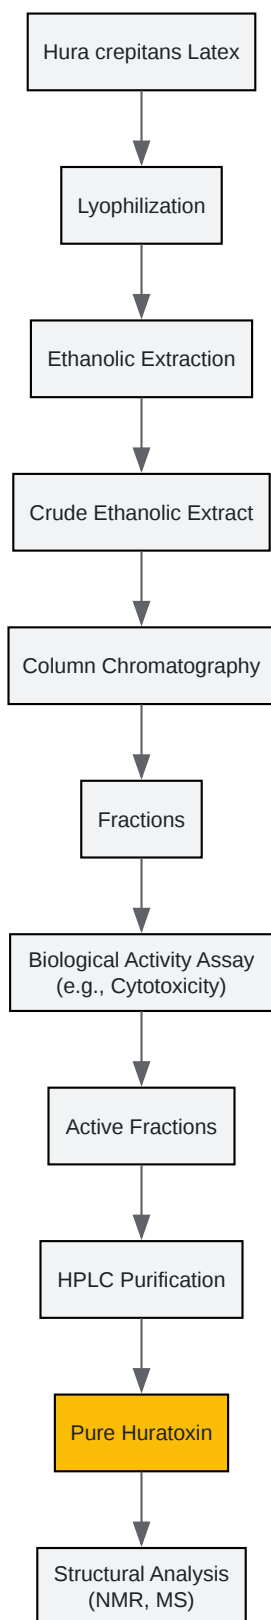 Hura crepitans Latex
Lyophilization
Ethanolic Extraction
Crude Ethanolic Extract
Column Chromatography
Fractions
Biological Activity Assay
(e.g., Cytotoxicity)
Active Fractions
HPLC Purification
Pure Huratoxin
Structural Analysis
(NMR, MS)